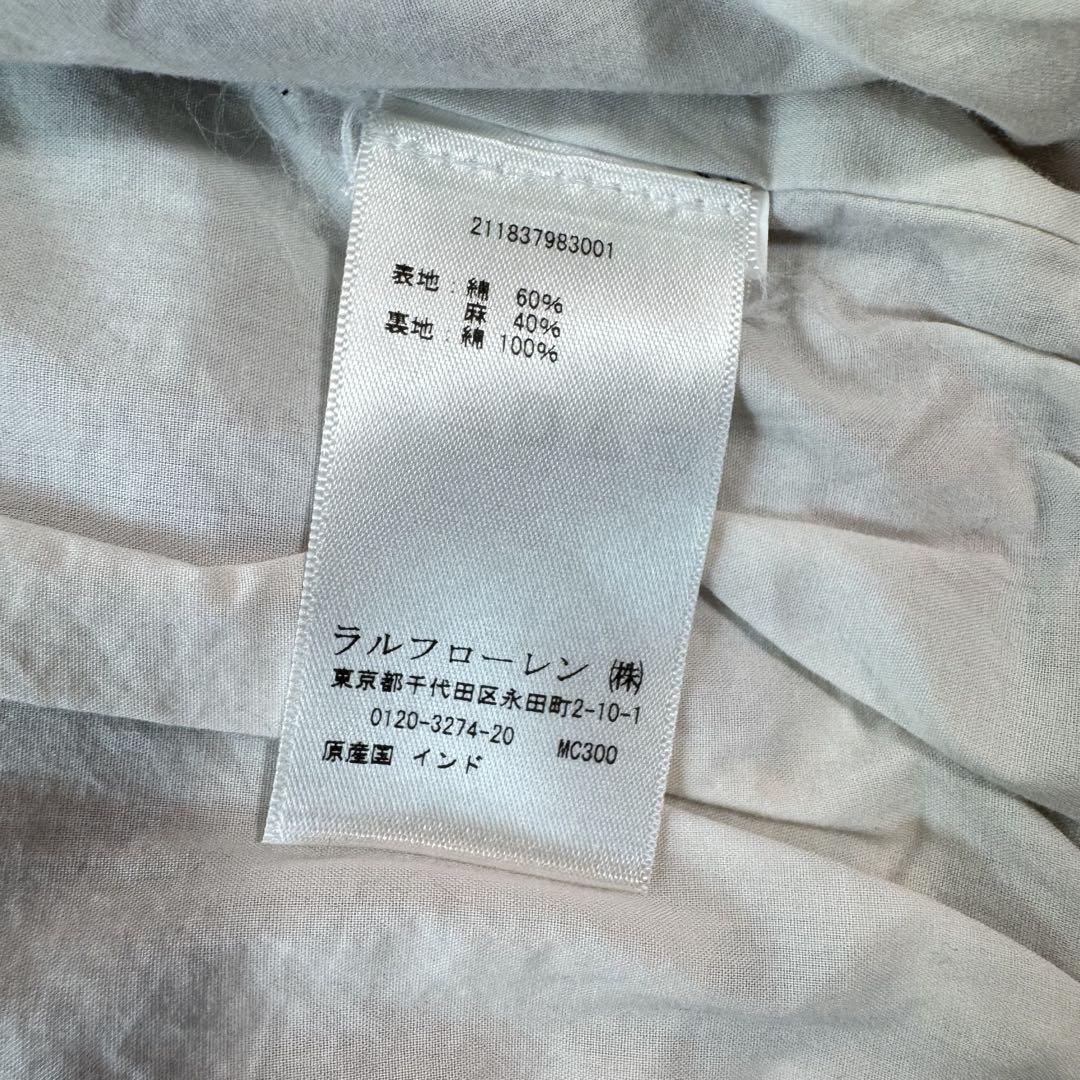 211837983001
表地：綿 60%
麻 40%
裏地：綿 100%
ラルフローレン ㈱
東京都千代田区永田町2-10-1
0120-3274-20 MC300
原産国 インド